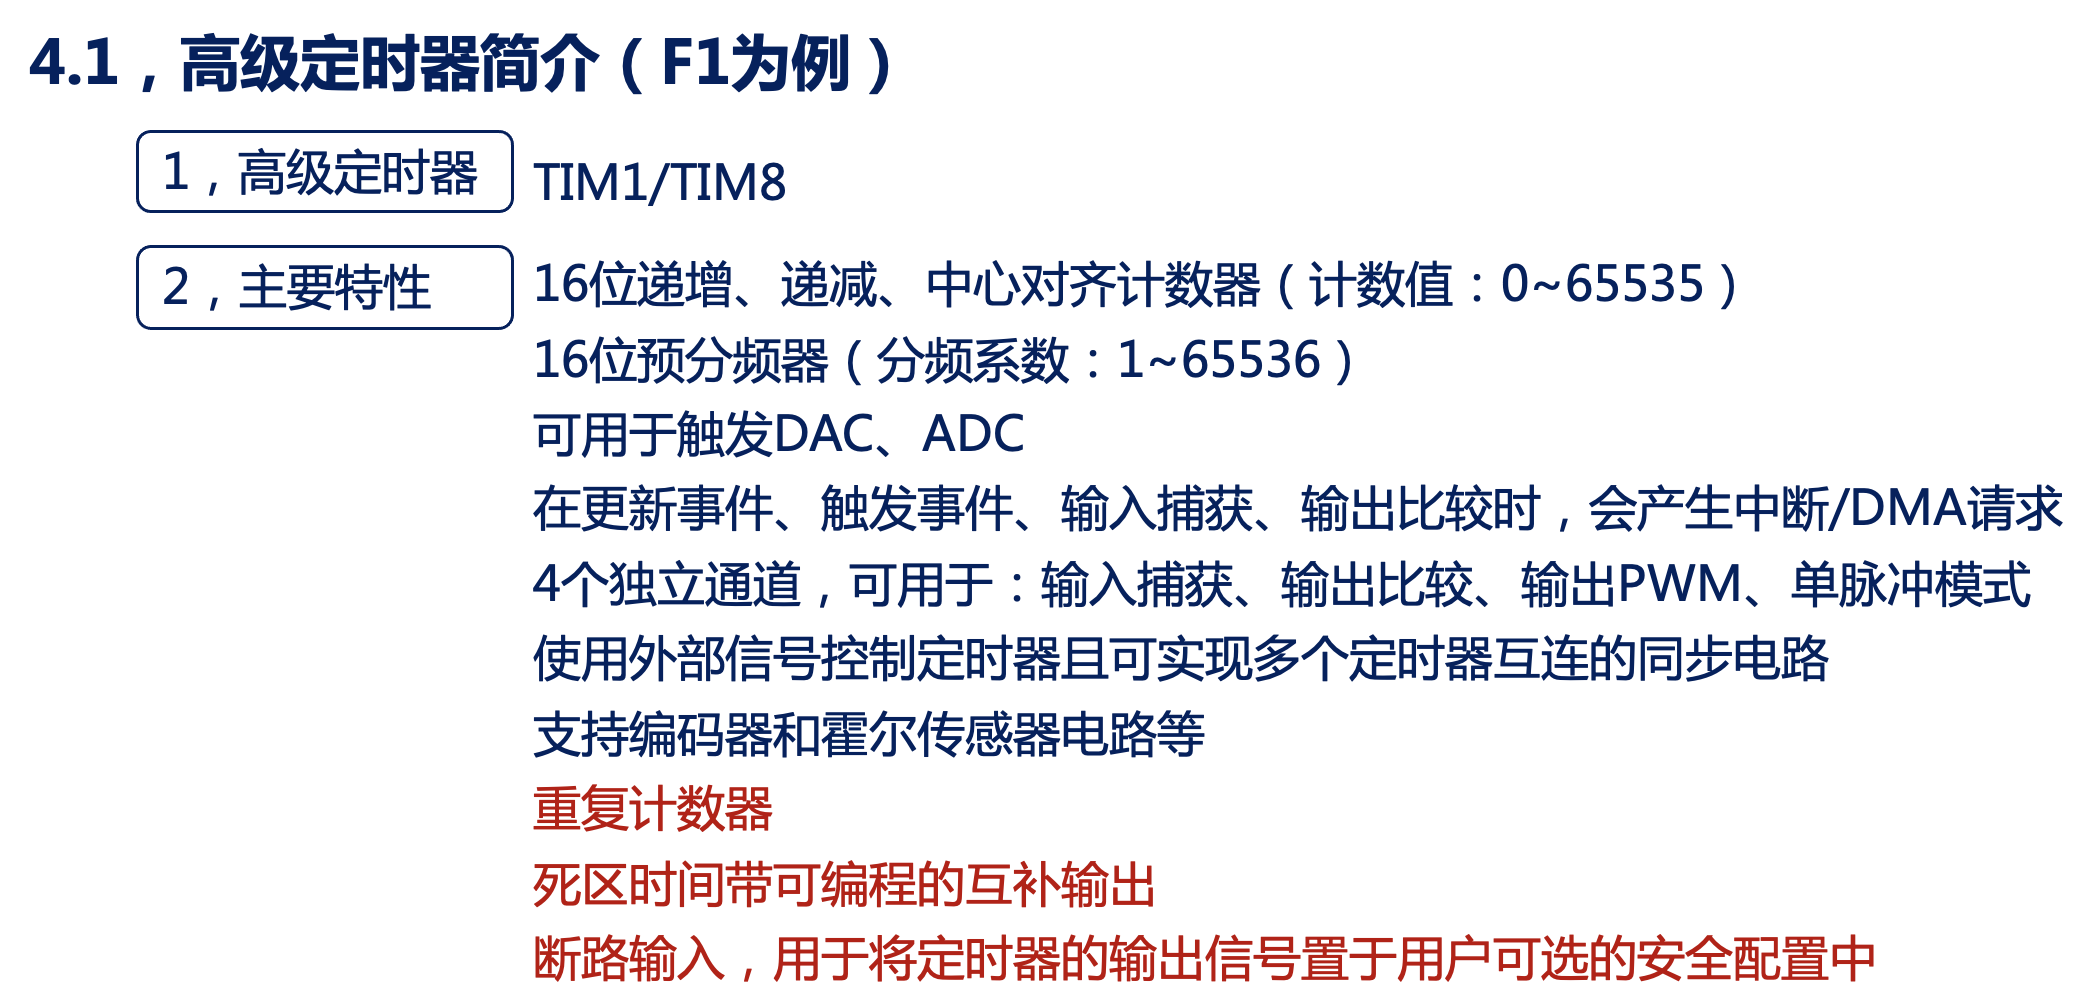 4.1，高级定时器简介（F1为例）
1，高级定时器
TIM1/TIM8
2，主要特性
16位递增、递减、中心对齐计数器（计数值：0~65535）
16位预分频器（分频系数：1~65536）
可用于触发DAC、ADC
在更新事件、触发事件、输入捕获、输出比较时，会产生中断/DMA请求
4个独立通道，可用于：输入捕获、输出比较、输出PWM、单脉冲模式
使用外部信号控制定时器且可实现多个定时器互连的同步电路
支持编码器和霍尔传感器电路等
重复计数器
死区时间带可编程的互补输出
断路输入，用于将定时器的输出信号置于用户可选的安全配置中